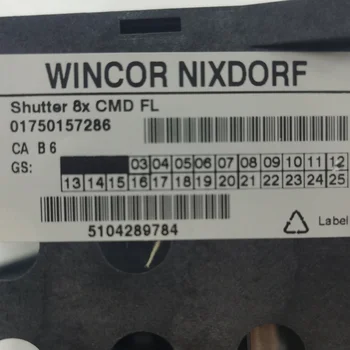 WINCOR NIXDORF
Shutter 8x CMD FL
01750157286
CA B 6
GS: 03 04 05 06 07 08 09 10 11 12
13 14 15 16 17 18 19 20 21 22 23 24 25
5104289784
Label